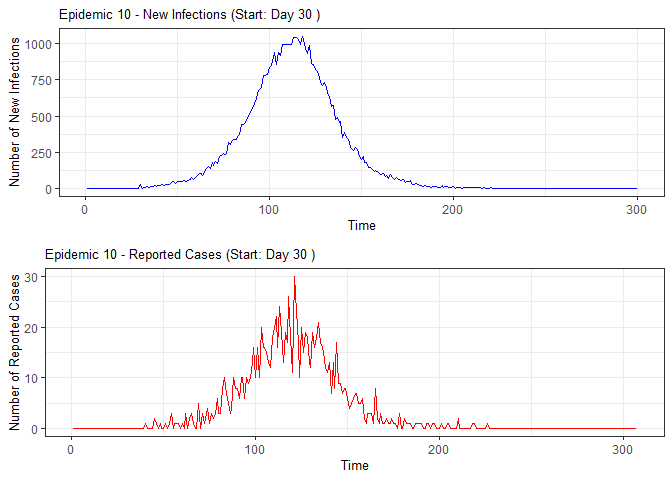 Epidemic 10 - New Infections (Start: Day 30 )
Number of New Infections
1000
750
500
250
0
0 100 200 300
Time
Epidemic 10 - Reported Cases (Start: Day 30 )
Number of Reported Cases
30
20
10
0
0 100 200 300
Time